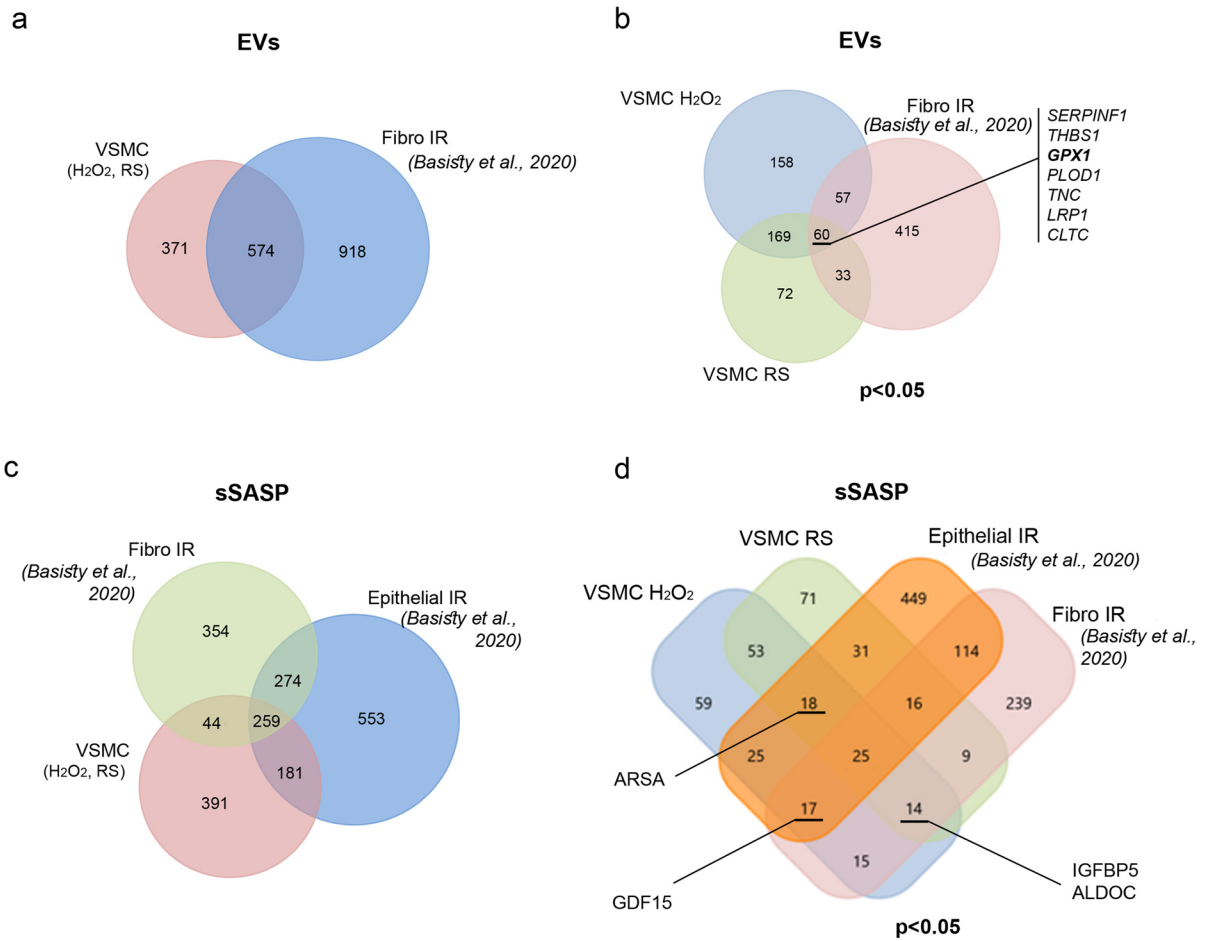 a
EVs
VSMC
(H₂O₂, RS)
Fibro IR
(Basisty et al., 2020)
371
574
918
b
EVs
VSMC H₂O₂
Fibro IR
(Basisty et al., 2020)
SERPINF1
THBS1
GPX1
PLOD1
TNC
LRP1
CLTC
158
57
169
60
415
33
72
VSMC RS
p<0.05
c
sSASP
Fibro IR
(Basisty et al.,
2020)
Epithelial IR
(Basisty et al.,
2020)
354
274
44
259
553
VSMC
(H₂O₂, RS)
181
391
d
sSASP
VSMC RS
Epithelial IR
(Basisty et al., 2020)
VSMC H₂O₂
Fibro IR
(Basisty et al.,
2020)
71
449
53
31
114
59
18
16
239
25
25
9
ARSA
17
14
15
GDF15
IGFBP5
ALDOC
p<0.05